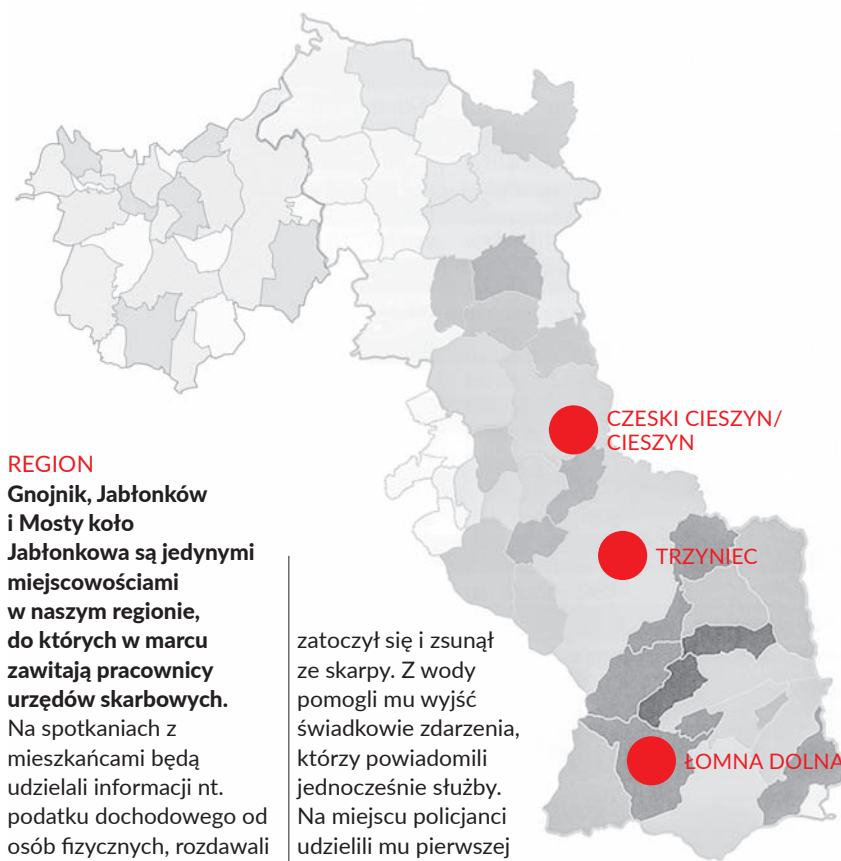 CZESKI CIESZYN/
CIESZYN
TRZYNIEC
ŁOMNA DOLNA
REGION
Gnojnik, Jabłonków
i Mosty koło
Jabłonkowa są jedynymi
miejscowościami
w naszym regionie,
do których w marcu
zawitają pracownicy
urzędów skarbowych.
Na spotkaniach z
mieszkańcami będą
udzielali informacji nt.
podatku dochodowego od
osób fizycznych, rozdawali
zatoczył się i zsunął
ze skarpy. Z wody
pomogli mu wyjść
świadkowie zdarzenia,
którzy powiadomili
jednocześnie służby.
Na miejscu policjanci
udzielili mu pierwszej